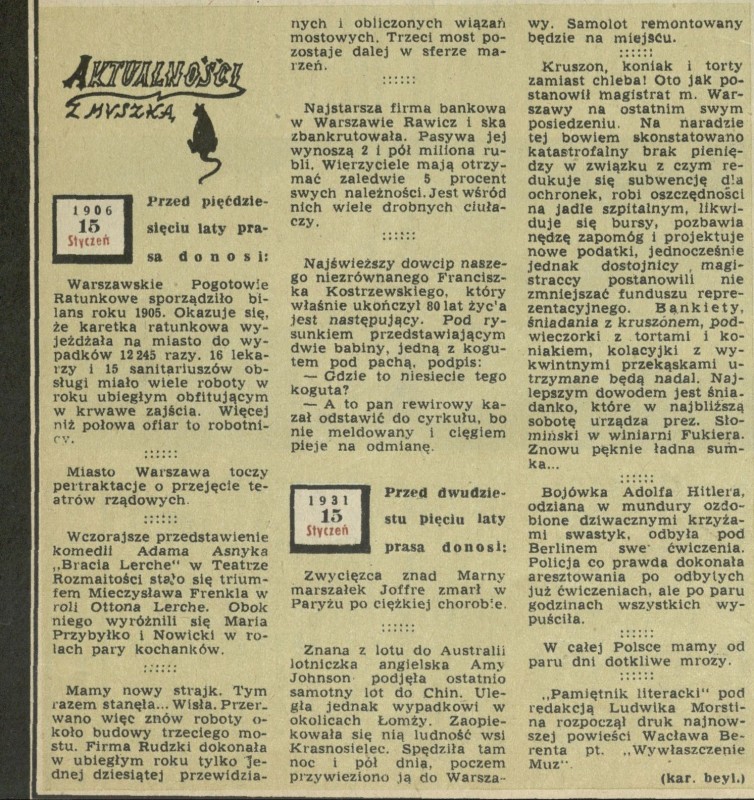 AKTUALNOŚCI
Z MYSZKĄ
1906
15
Styczeń
Przed pięćdzie-
sięciu laty pra-
sa donosi:
Warszawskie Pogotowie
Ratunkowe sporządziło bi-
lans roku 1905. Okazuje się,
że karetka ratunkowa wy-
jeżdżała na miasto do wy-
padków 12 245 razy. 16 leka-
rzy i 15 sanitariuszów ob-
sługi miało wiele roboty w
roku ubiegłym obfitującym
w krwawe zajścia. Więcej
niż połowa ofiar to robotni-
cy.
::::::
Miasto Warszawa toczy
pertraktacje o przejęcie te-
atrów rządowych.
::::::
Wczorajsze przedstawienie
komedii Adama Asnyka
„Bracia Lerche" w Teatrze
Rozmaitości stało się trium-
fem Mieczysława Frenkla w
roli Ottona Lerche. Obok
niego wyróżnili się Maria
Przybyłko i Nowicki w ro-
lach pary kochanków.
::::::
Mamy nowy strajk. Tym
razem stanęła... Wisła. Przer-
wano więc znów roboty o-
koło budowy trzeciego mo-
stu. Firma Rudzki dokonała
w ubiegłym roku tylko je-
dnej dziesiątej przewidzia-
nych i obliczonych wiązań
mostowych. Trzeci most po-
zostaje dalej w sferze ma-
rzeń.
::::::
Najstarsza firma bankowa
w Warszawie Rawicz i ska
zbankrutowała. Pasywa jej
wynoszą 2 i pół miliona ru-
bli. Wierzyciele mają otrzy-
mać zaledwie 5 procent
swych należności. Jest wśród
nich wiele drobnych ciuła-
czy.
::::::
Najświeższy dowcip nasze-
go niezrównanego Francisz-
ka Kostrzewskiego, który
właśnie ukończył 80 lat życia
jest następujący. Pod ry-
sunkiem przedstawiającym
dwie babiny, jedną z kogu-
tem pod pachą, podpis:
— Gdzie to niesiecie tego
koguta?
— A to pan rewirowy ka-
zał odstawić do cyrkułu, bo
nie meldowany i cięgiem
pieje na odmianę.
1931
15
Styczeń
Przed dwudzie-
stu pięciu laty
prasa donosi:
Zwycięzca znad Marny
marszałek Joffre zmarł w
Paryżu po ciężkiej chorobie.
::::::
Znana z lotu do Australii
lotniczka angielska Amy
Johnson podjęła ostatnio
samotny lot do Chin. Ule-
gła jednak wypadkowi w
okolicach Łomży. Zaopie-
kowała się nią ludność wsi
Krasnosielec. Spędziła tam
noc i pół dnia, poczem
przywieziono ją do Warsza-
wy. Samolot remontowany
będzie na miejscu.
::::::
Kruszon, koniak i torty
zamiast chleba! Oto jak po-
stanowił magistrat m. War-
szawy na ostatnim swym
posiedzeniu. Na naradzie
tej bowiem skonstatowano
katastrofalny brak pienię-
dzy w związku z czym re-
dukuje się subwencję dla
ochronek, robi oszczędności
na jadle szpitalnym, likwi-
duje się bursy, pozbawia
nędzę zapomóg i projektuje
nowe podatki, jednocześnie
jednak dostojnicy magi-
straccy postanowili nie
zmniejszać funduszu repre-
zentacyjnego. Bankiety,
śniadania z kruszonem, pod-
wieczorki z tortami i ko-
niakiem, kolacyjki z wy-
kwintnymi przekąskami u-
trzymane będą nadal. Naj-
lepszym dowodem jest śnia-
danko, które w najbliższą
sobotę urządza prez. Sło-
miński w winiarni Fukiera.
Znowu pęknie ładna sum-
ka...
::::::
Bojówka Adolfa Hitlera,
odziana w mundury ozdo-
bione dziwacznymi krzyża-
mi swastyk, odbyła pod
Berlinem swe ćwiczenia.
Policja co prawda dokonała
aresztowania po odbytych
już ćwiczeniach, ale po paru
godzinach wszystkich wy-
puściła.
::::::
W całej Polsce mamy od
paru dni dotkliwe mrozy.
::::::
„Pamiętnik literacki" pod
redakcją Ludwika Morsti-
na rozpoczął druk najnow-
szej powieści Wacława Be-
renta pt. „Wywłaszczenie
Muz".
(kar. beyl.)